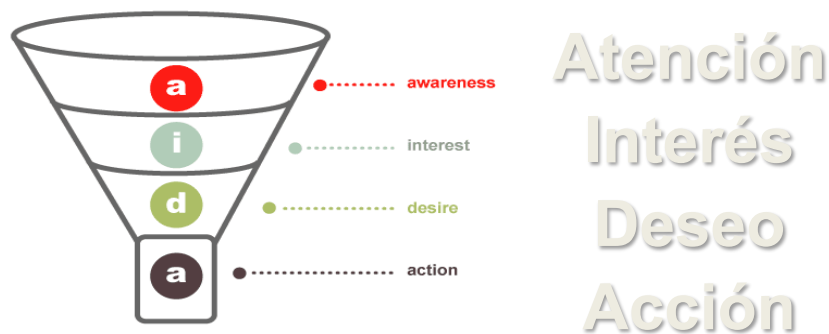 a awareness
i interest
d desire
a action
Atención
Interés
Deseo
Acción